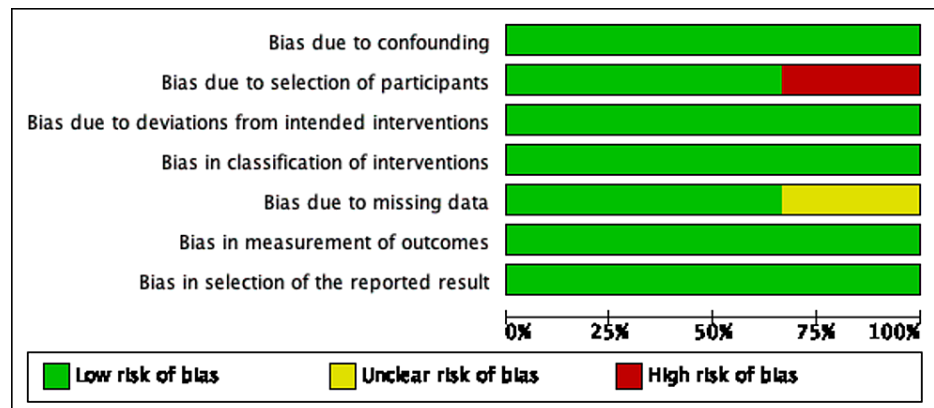 Bias due to confounding
Bias due to selection of participants
Bias due to deviations from intended interventions
Bias in classification of interventions
Bias due to missing data
Bias in measurement of outcomes
Bias in selection of the reported result
0% 25% 50% 75% 100%
Low risk of bias Unclear risk of bias High risk of bias